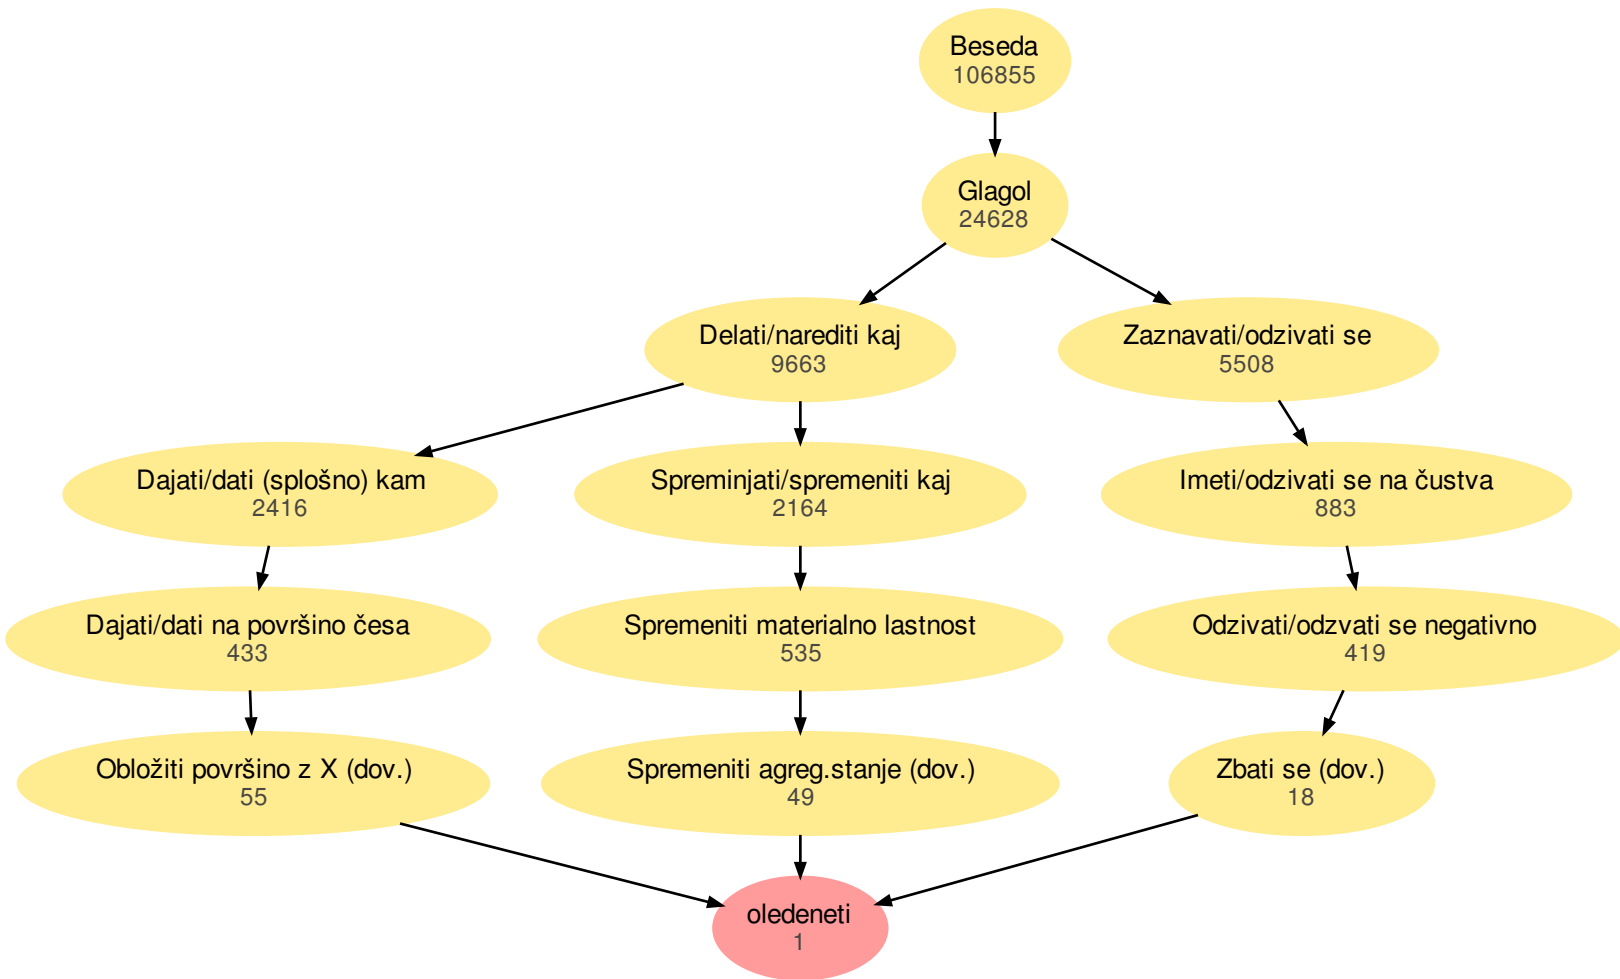 Beseda
106855
Glagol
24628
Delati/narediti kaj
9663
Zaznavati/odzivati se
5508
Dajati/dati (splošno) kam
2416
Spreminjati/spremeniti kaj
2164
Imeti/odzivati se na čustva
883
Dajati/dati na površino česa
433
Spremeniti materialno lastnost
535
Odzivati/odzvati se negativno
419
Obložiti površino z X (dov.)
55
Spremeniti agreg.stanje (dov.)
49
Zbati se (dov.)
18
oledeneti
1